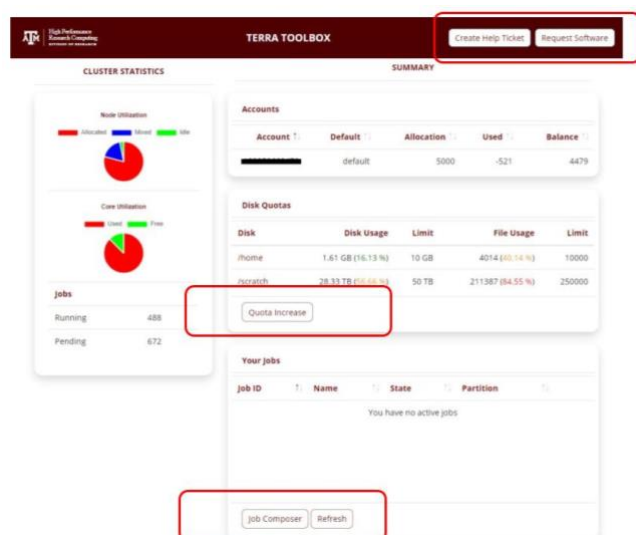 High Performance
Research Computing
DIVISION OF RESEARCH
TERRA TOOLBOX
Create Help Ticket
Request Software
CLUSTER STATISTICS
Node Utilization
Allocated Mixed Idle
Core Utilization
Used Free
Jobs
Running 488
Pending 672
SUMMARY
Accounts
Account Default Allocation Used Balance
default 5000 -521 4479
Disk Quotas
Disk Disk Usage Limit File Usage Limit
/home 1.61 GB (16.13 %) 10 GB 4014 (40.14 %) 10000
/scratch 28.33 TB (56.66 %) 50 TB 211387 (84.55 %) 250000
Quota Increase
Your Jobs
Job ID Name State Partition
You have no active jobs
Job Composer Refresh